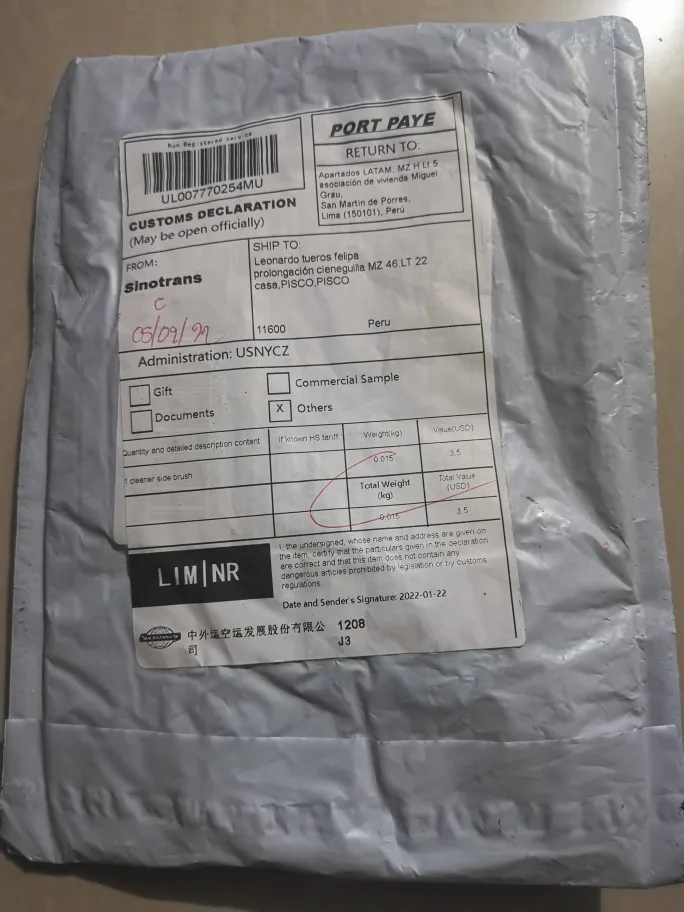 Non Registered Service
UL007770254MU
CUSTOMS DECLARATION
(May be open officially)
PORT PAYE
RETURN TO:
Apartados LATAM, MZ H Lt 5
asociación de vivienda Miguel
Grau,
San Martin de Porres,
Lima (150101), Perú
FROM:
Sinotrans
C
SHIP TO:
Leonardo tueros felipa
prolongación cieneguilla MZ 46.LT 22
casa,PISCO,PISCO
11600 Peru
Administration: USNYCZ
Gift
Commercial Sample
Documents
X Others
Quantity and detailed description content
If known HS tariff
Weight(kg)
Value(USD)
1 cleaner side brush
0.015
3.5
Total Weight
(kg)
Total Value
(USD)
0.015
3.5
LIM|NR
I, the undersigned, whose name and address are given on
the item, certify that the particulars given in the declaration
are correct and that this item does not contain any
dangerous articles prohibited by legislation or by customs
regulations.
Date and Sender's Signature: 2022-01-22
中外运空运发展股份有限公
司
1208
J3